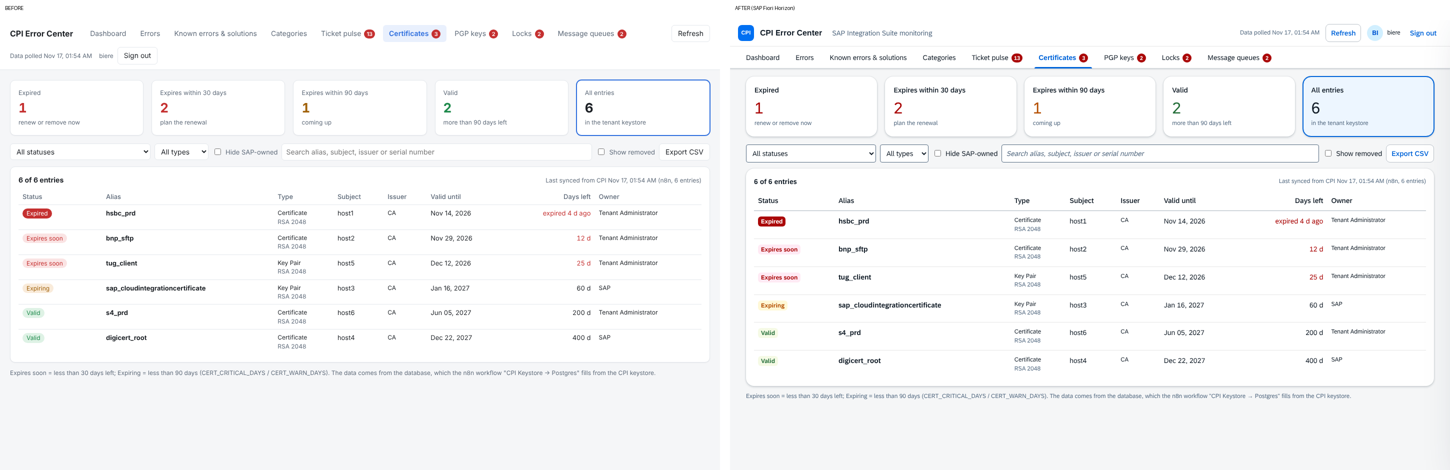 BEFORE
CPI Error Center Dashboard Errors Known errors & solutions Categories Ticket pulse 13 Certificates 3 PGP keys 2 Locks 2 Message queues 2 Refresh
Data polled Nov 17, 01:54 AM biere Sign out
Expired Expires within 30 days Expires within 90 days Valid All entries
1 2 1 2 6
renew or remove now plan the renewal coming up more than 90 days left in the tenant keystore
All statuses All types Hide SAP-owned Search alias, subject, issuer or serial number Show removed Export CSV
6 of 6 entries Last synced from CPI Nov 17, 01:54 AM (n8n, 6 entries)
Status Alias Type Subject Issuer Valid until Days left Owner
Expired hsbc_prd Certificate host1 CA Nov 14, 2026 expired 4 d ago Tenant Administrator
RSA 2048
Expires soon bnp_sftp Certificate host2 CA Nov 29, 2026 12 d Tenant Administrator
RSA 2048
Expires soon tug_client Key Pair host5 CA Dec 12, 2026 25 d Tenant Administrator
RSA 2048
Expiring sap_cloudintegrationcertificate Key Pair host3 CA Jan 16, 2027 60 d SAP
RSA 2048
Valid s4_prd Certificate host6 CA Jun 05, 2027 200 d Tenant Administrator
RSA 2048
Valid digicert_root Certificate host4 CA Dec 22, 2027 400 d SAP
RSA 2048
Expires soon = less than 30 days left; Expiring = less than 90 days (CERT_CRITICAL_DAYS / CERT_WARN_DAYS). The data comes from the database, which the n8n workflow "CPI Keystore → Postgres" fills from the CPI keystore.
AFTER (SAP Fiori Horizon)
CPI CPI Error Center SAP Integration Suite monitoring Data polled Nov 17, 01:54 AM Refresh BI biere Sign out
Dashboard Errors Known errors & solutions Categories Ticket pulse 13 Certificates 3 PGP keys 2 Locks 2 Message queues 2
Expired Expires within 30 days Expires within 90 days Valid All entries
1 2 1 2 6
renew or remove now plan the renewal coming up more than 90 days left in the tenant keystore
All statuses All types Hide SAP-owned Search alias, subject, issuer or serial number Show removed Export CSV
6 of 6 entries Last synced from CPI Nov 17, 01:54 AM (n8n, 6 entries)
Status Alias Type Subject Issuer Valid until Days left Owner
Expired hsbc_prd Certificate host1 CA Nov 14, 2026 expired 4 d ago Tenant Administrator
RSA 2048
Expires soon bnp_sftp Certificate host2 CA Nov 29, 2026 12 d Tenant Administrator
RSA 2048
Expires soon tug_client Key Pair host5 CA Dec 12, 2026 25 d Tenant Administrator
RSA 2048
Expiring sap_cloudintegrationcertificate Key Pair host3 CA Jan 16, 2027 60 d SAP
RSA 2048
Valid s4_prd Certificate host6 CA Jun 05, 2027 200 d Tenant Administrator
RSA 2048
Valid digicert_root Certificate host4 CA Dec 22, 2027 400 d SAP
RSA 2048
Expires soon = less than 30 days left; Expiring = less than 90 days (CERT_CRITICAL_DAYS / CERT_WARN_DAYS). The data comes from the database, which the n8n workflow "CPI Keystore → Postgres" fills from the CPI keystore.